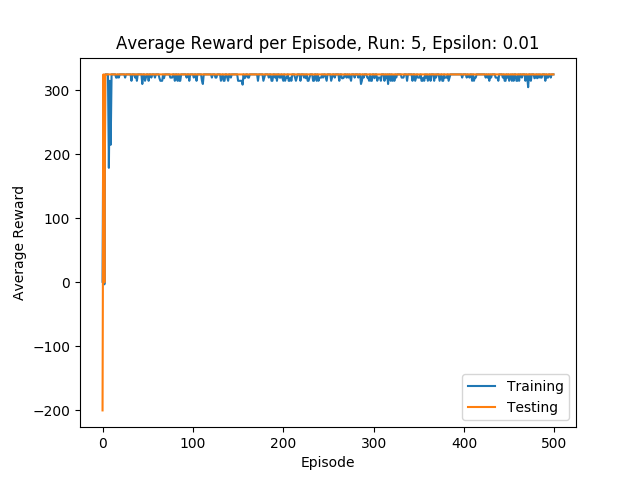 Average Reward per Episode, Run: 5, Epsilon: 0.01
Average Reward
300
200
100
0
−100
−200
0
100
200
300
400
500
Episode
Training
Testing